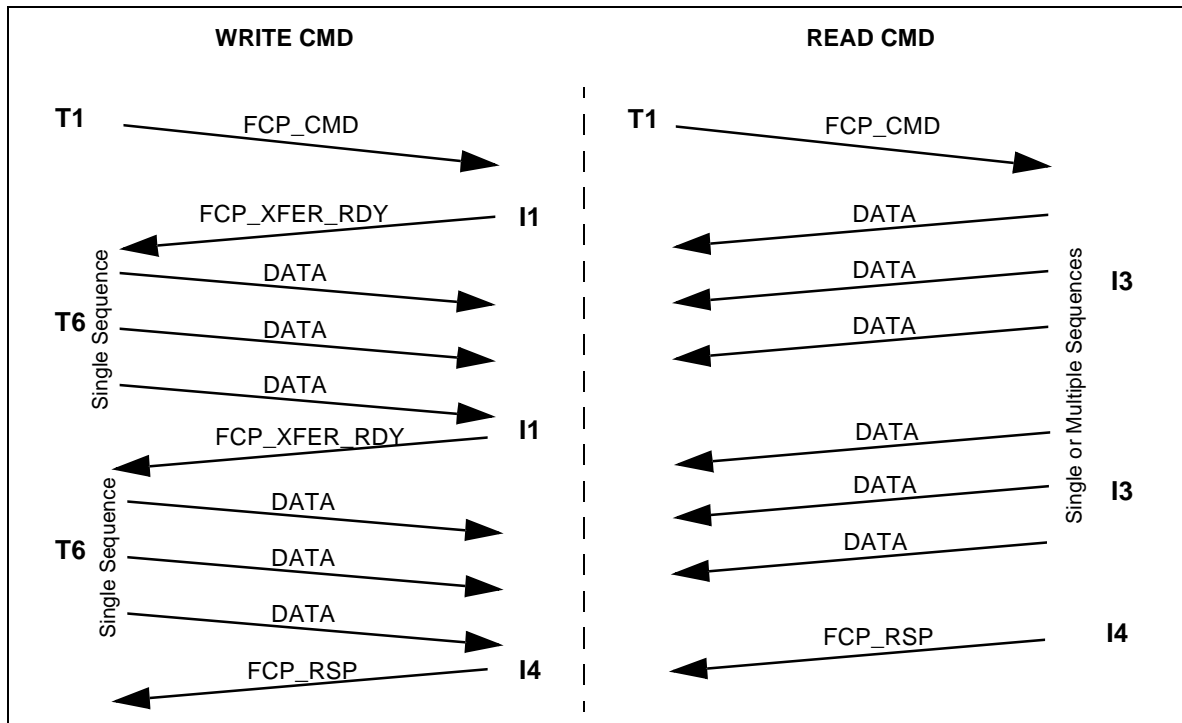 WRITE CMD
T1
FCP_CMD
FCP_XFER_RDY
I1
DATA
Single Sequence
T6
DATA
DATA
FCP_XFER_RDY
I1
DATA
Single Sequence
T6
DATA
DATA
FCP_RSP
I4
READ CMD
T1
FCP_CMD
DATA
DATA
I3
DATA
Single or Multiple Sequences
DATA
DATA
I3
DATA
FCP_RSP
I4